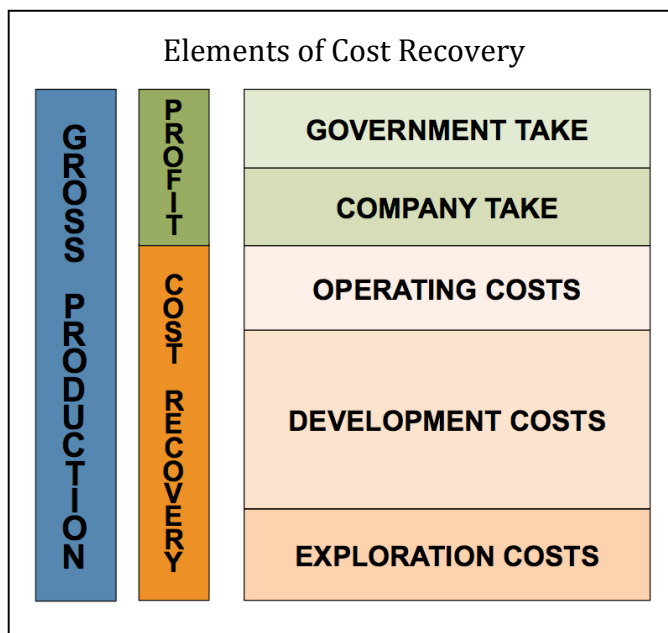 Elements of Cost Recovery
GROSS PRODUCTION
PROFIT
COST RECOVERY
GOVERNMENT TAKE
COMPANY TAKE
OPERATING COSTS
DEVELOPMENT COSTS
EXPLORATION COSTS